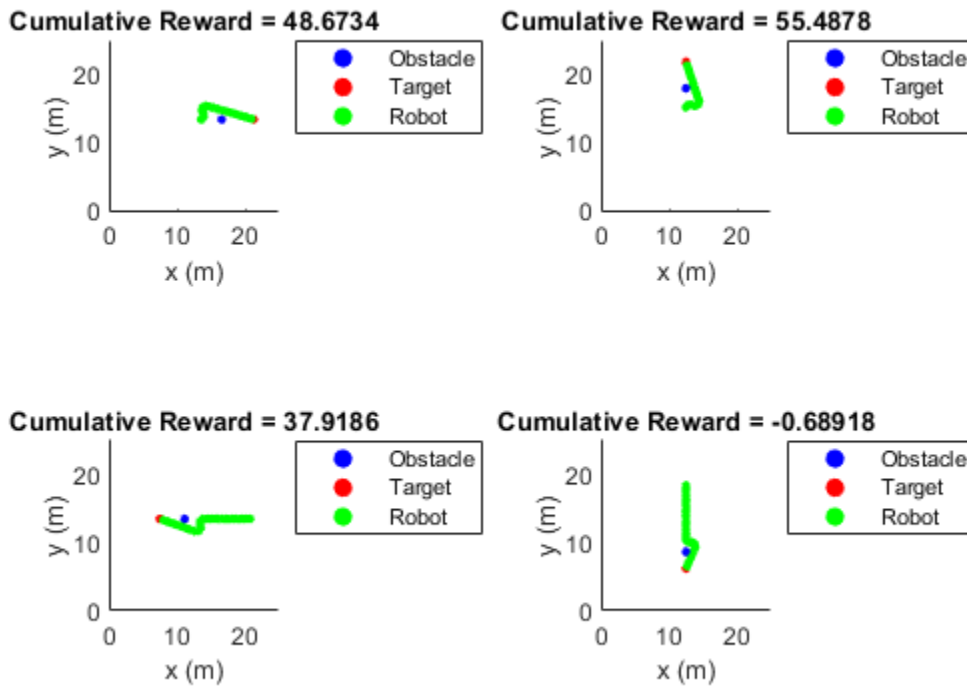 Cumulative Reward = 48.6734
20
10
0
y (m)
0 10 20
x (m)
Obstacle
Target
Robot
Cumulative Reward = 55.4878
20
10
0
y (m)
0 10 20
x (m)
Obstacle
Target
Robot
Cumulative Reward = 37.9186
20
10
0
y (m)
0 10 20
x (m)
Obstacle
Target
Robot
Cumulative Reward = -0.68918
20
10
0
y (m)
0 10 20
x (m)
Obstacle
Target
Robot